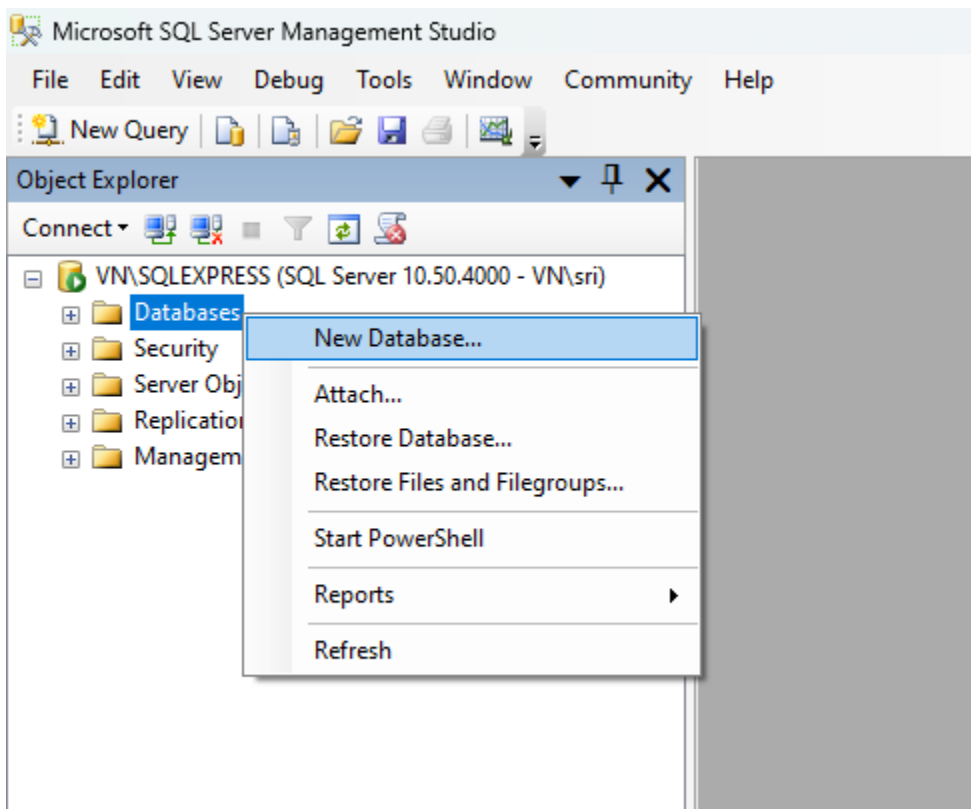 Microsoft SQL Server Management Studio
File Edit View Debug Tools Window Community Help
New Query
Object Explorer
Connect
VN\SQLEXPRESS (SQL Server 10.50.4000 - VN\sri)
Databases
New Database...
Security
Server Obj
Attach...
Replication
Restore Database...
Managem
Restore Files and Filegroups...
Start PowerShell
Reports
Refresh